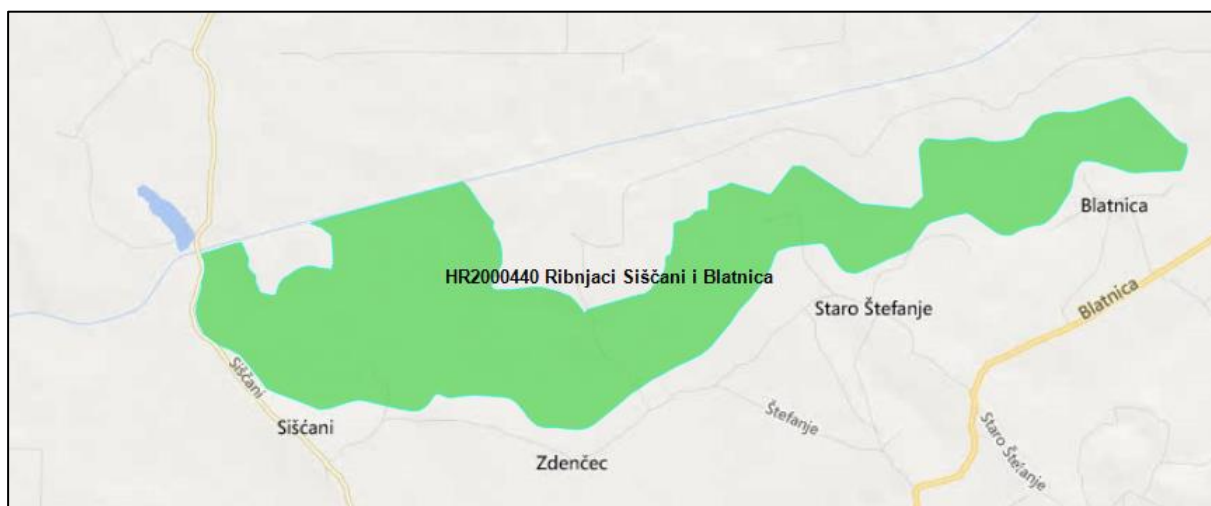 Blatnica
HR2000440 Ribnjaci Siščani i Blatnica
Staro Štefanje
Blatnica
Siščani
Siščani
Štefanje
Staro Štefanje
Zdenčec